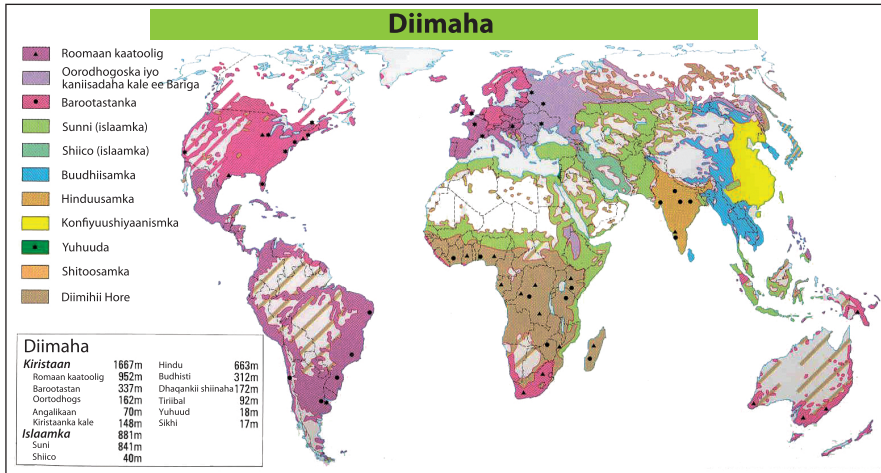 Diimaha
Roomaan kaatoolig
Oorodhogoska iyo
kaniisadaha kale ee Bariga
Barootastanka
Sunni (islaamka)
Shiico (islaamka)
Buudhiisamka
Hinduusamka
Konfiyuushiyaanismka
Yuhuuda
Shitoosamka
Diimihii Hore
Diimaha
Kiristaan 1667m
Romaan kaatoolig 952m
Barootastan 337m
Oortodhogs 162m
Angalikaan 70m
Kiristaanka kale 148m
Islaamka 881m
Suni 841m
Shiico 40m
Hindu 663m
Budhisti 312m
Dhaqankii shiinaha 172m
Tiriibal 92m
Yuhuud 18m
Sikhi 17m